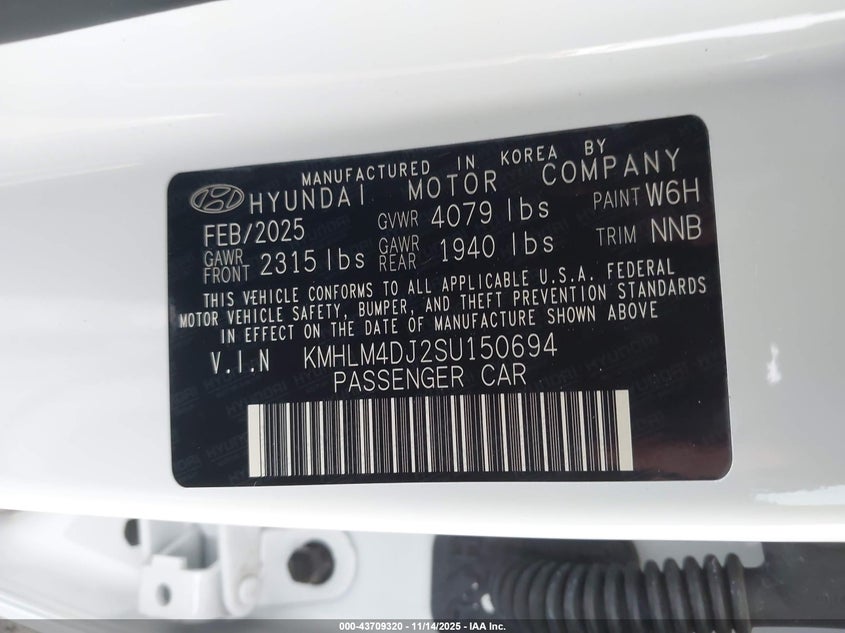 MANUFACTURED IN KOREA BY
HYUNDAI MOTOR COMPANY
FEB/2025 GVWR 4079 lbs PAINT W6H
GAWR FRONT 2315 lbs GAWR REAR 1940 lbs TRIM NNB
THIS VEHICLE CONFORMS TO ALL APPLICABLE U.S.A. FEDERAL
MOTOR VEHICLE SAFETY, BUMPER, AND THEFT PREVENTION STANDARDS
IN EFFECT ON THE DATE OF MANUFACTURE SHOWN ABOVE
V.I.N KMHLM4DJ2SU150694
PASSENGER CAR
000-43709320 - 11/14/2025 - IAA Inc.